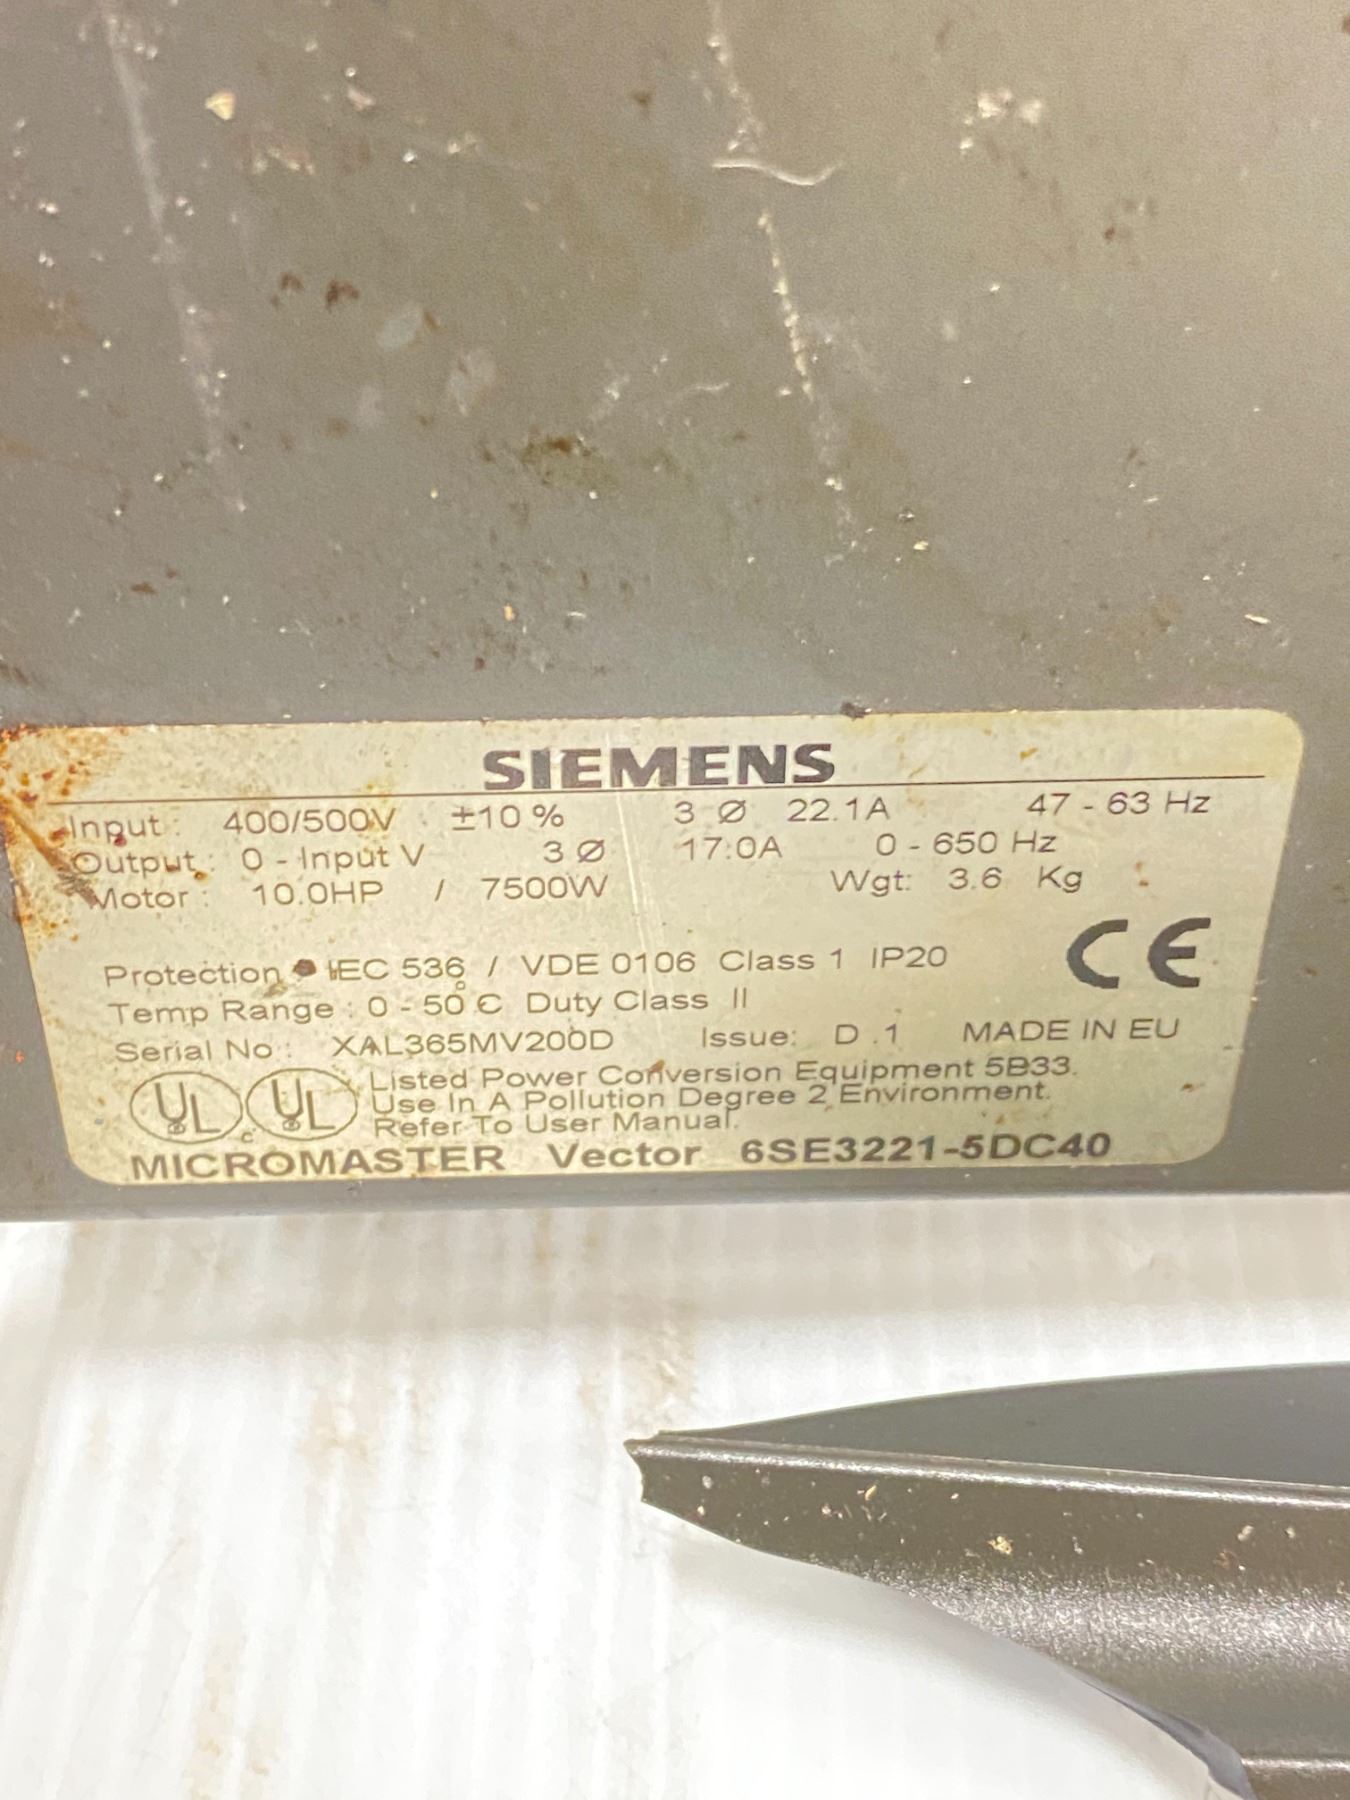 SIEMENS
Input : 400/500V ±10 % 3 Ø 22.1A 47 - 63 Hz
Output : 0 - Input V 3 Ø 17.0A 0 - 650 Hz
Motor : 10.0HP / 7500W Wgt: 3.6 Kg
Protection : IEC 536 / VDE 0106 Class 1 IP20
CE
Temp Range : 0 - 50°C Duty Class II
Serial No : XAL365MV200D Issue: D .1 MADE IN EU
UL c UL Listed Power Conversion Equipment 5B33.
Use In A Pollution Degree 2 Environment.
Refer To User Manual.
MICROMASTER Vector 6SE3221-5DC40